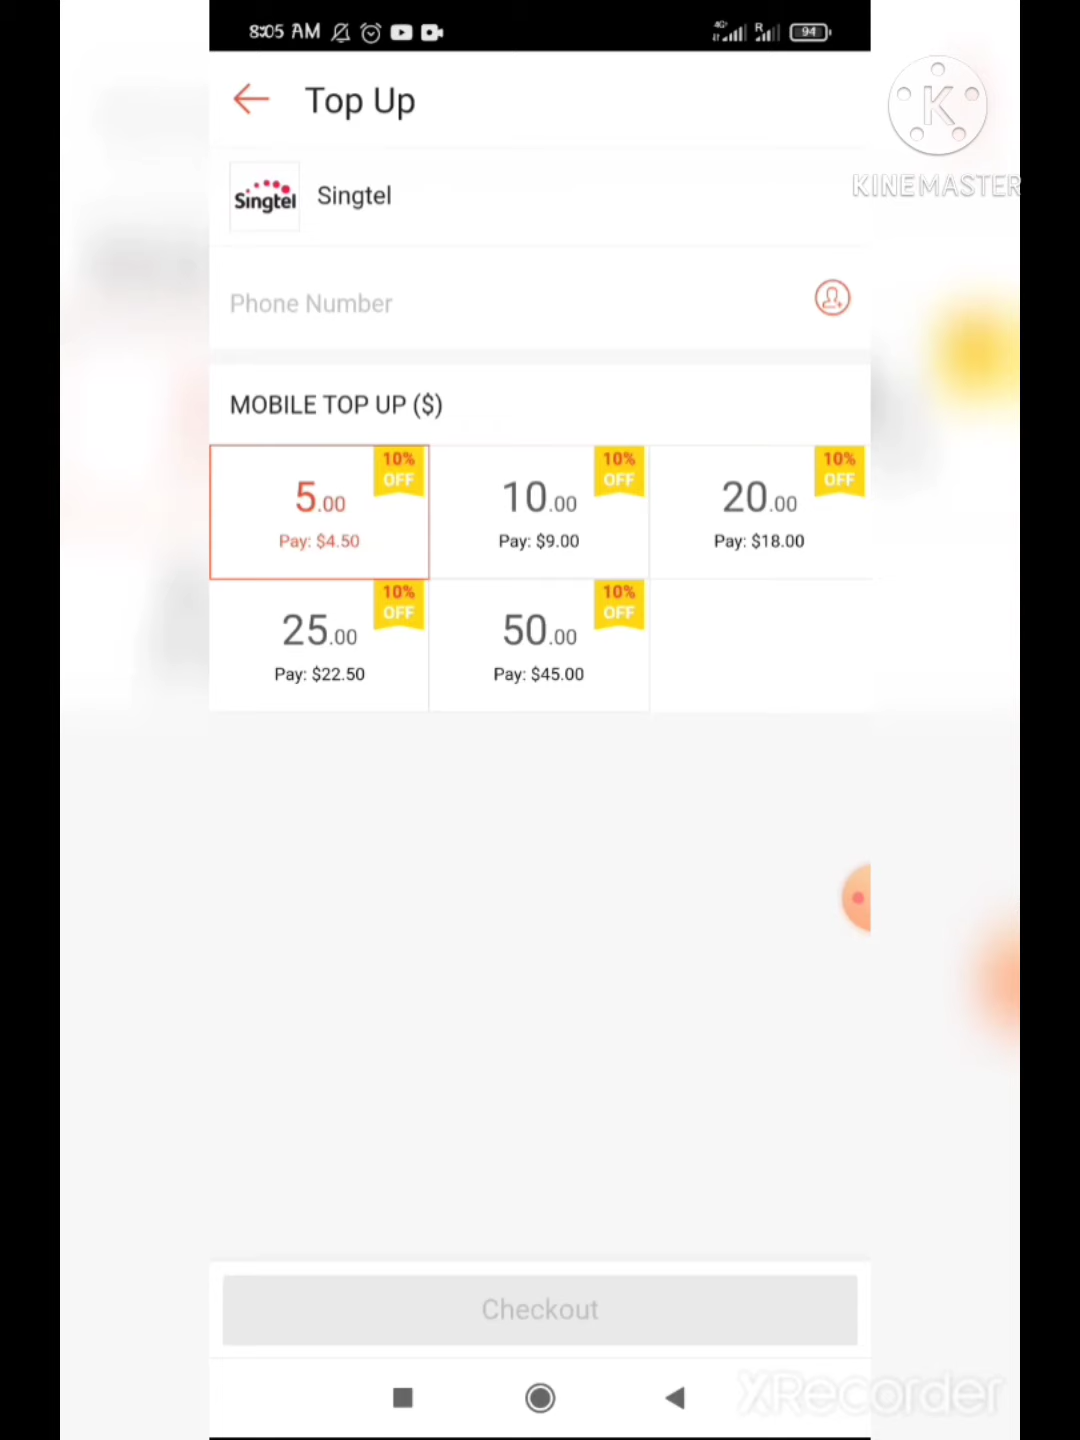 8:05 AM
4G+
R
94
Top Up
K
KINEMASTER
Singtel
Singtel
Phone Number
MOBILE TOP UP ($)
10% OFF
5.00
Pay: $4.50
10% OFF
10.00
Pay: $9.00
10% OFF
20.00
Pay: $18.00
10% OFF
25.00
Pay: $22.50
10% OFF
50.00
Pay: $45.00
Checkout
XRecorder